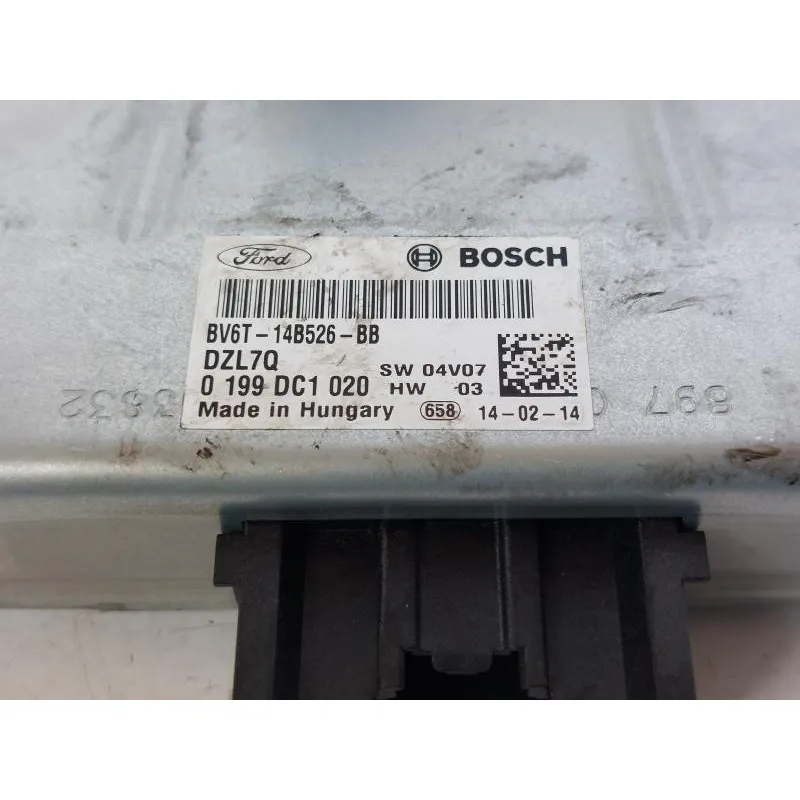 Ford BOSCH
BV6T-14B526-BB
DZL7Q
SW 04V07
0 199 DC1 020
HW 03
Made in Hungary 658 14-02-14
897